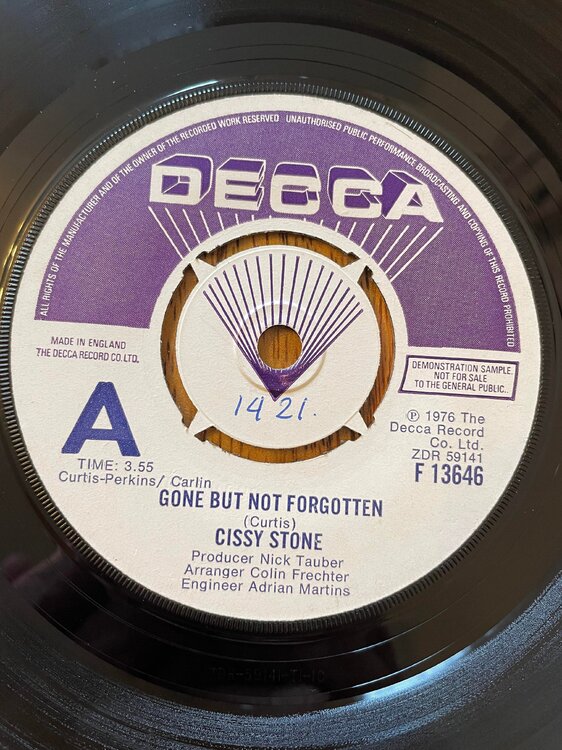 ALL RIGHTS OF THE MANUFACTURER AND OF THE OWNER OF THE RECORDED WORK RESERVED UNAUTHORISED PUBLIC PERFORMANCE BROADCASTING AND COPYING OF THIS RECORD PROHIBITED
DECCA
MADE IN ENGLAND
THE DECCA RECORD CO. LTD.
DEMONSTRATION SAMPLE
NOT FOR SALE
TO THE GENERAL PUBLIC..
A
1421.
℗ 1976 The
Decca Record
Co. Ltd.
ZDR 59141
F 13646
TIME: 3.55
Curtis-Perkins/ Carlin
GONE BUT NOT FORGOTTEN
(Curtis)
CISSY STONE
Producer Nick Tauber
Arranger Colin Frechter
Engineer Adrian Martins